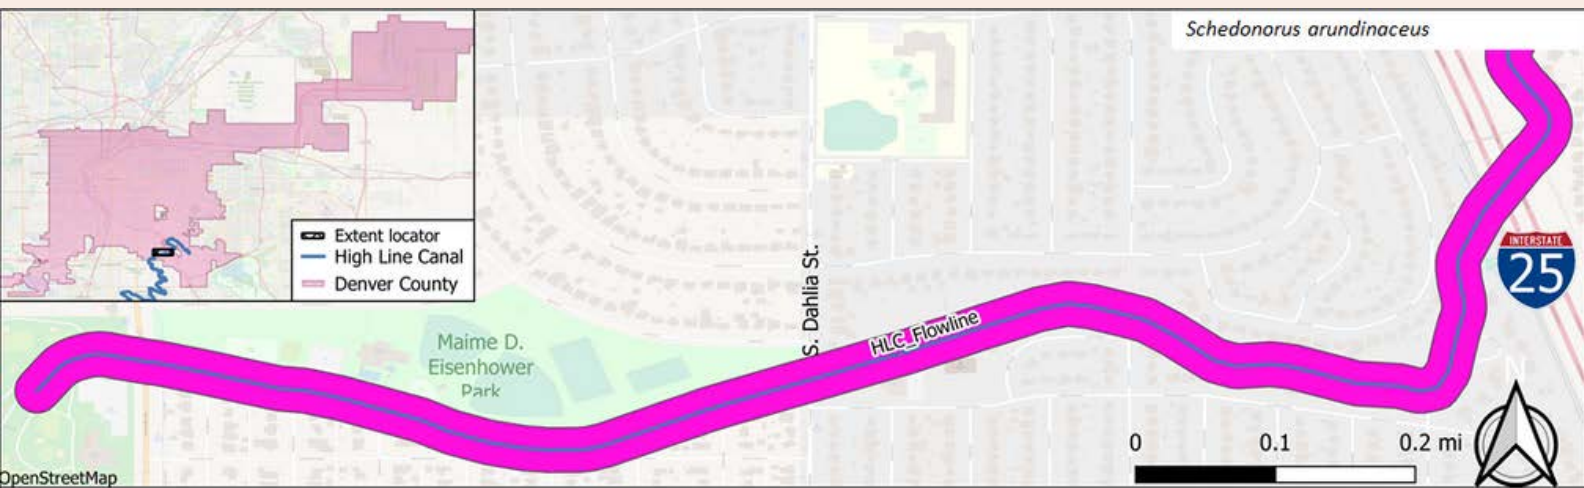 Schedonorus arundinaceus
Extent locator
High Line Canal
Denver County
S. Dahlia St.
INTERSTATE
25
HLC_Flowline
Maime D.
Eisenhower
Park
0 0.1 0.2 mi
OpenStreetMap